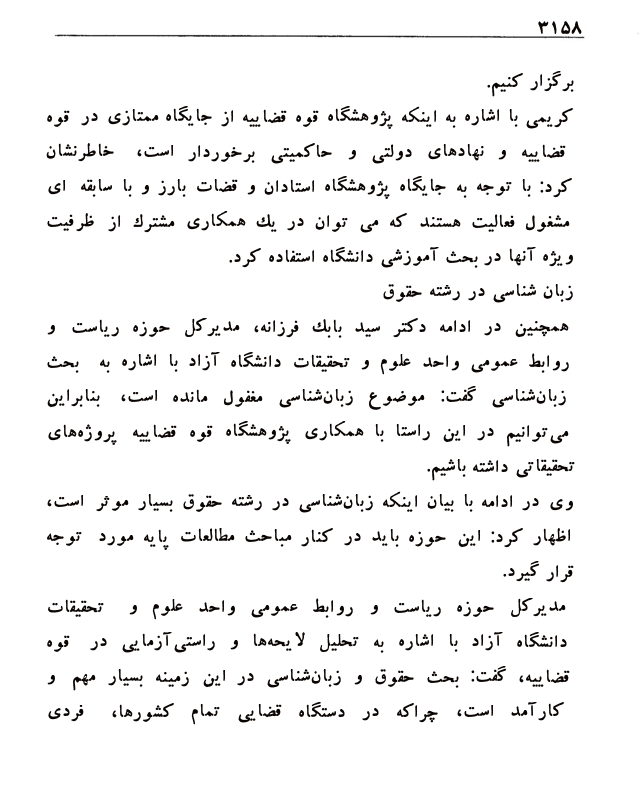 ۳۱۵۸
برگزار کنیم.
کریمی با اشاره به اینکه پژوهشگاه قوه قضاییه از جایگاه ممتازی در قوه
قضاییه و نهادهای دولتی و حاکمیتی برخوردار است، خاطرنشان
کرد: با توجه به جایگاه پژوهشگاه استادان و قضات بارز و با سابقه ای
مشغول فعالیت هستند که می توان در یك همکاری مشترك از ظرفیت
ویژه آنها در بحث آموزشی دانشگاه استفاده کرد.
زبان شناسی در رشته حقوق
همچنین در ادامه دکتر سید بابك فرزانه، مدیرکل حوزه ریاست و
روابط عمومی واحد علوم و تحقیقات دانشگاه آزاد با اشاره به بحث
زبان‌شناسی گفت: موضوع زبان‌شناسی مغفول مانده است، بنابراین
می‌توانیم در این راستا با همکاری پژوهشگاه قوه قضاییه پروژه‌های
تحقیقاتی داشته باشیم.
وی در ادامه با بیان اینکه زبان‌شناسی در رشته حقوق بسیار موثر است،
اظهار کرد: این حوزه باید در کنار مباحث مطالعات پایه مورد توجه
قرار گیرد.
مدیرکل حوزه ریاست و روابط عمومی واحد علوم و تحقیقات
دانشگاه آزاد با اشاره به تحلیل لایحه‌ها و راستی‌آزمایی در قوه
قضاییه، گفت: بحث حقوق و زبان‌شناسی در این زمینه بسیار مهم و
کارآمد است، چراکه در دستگاه قضایی تمام کشورها، فردی